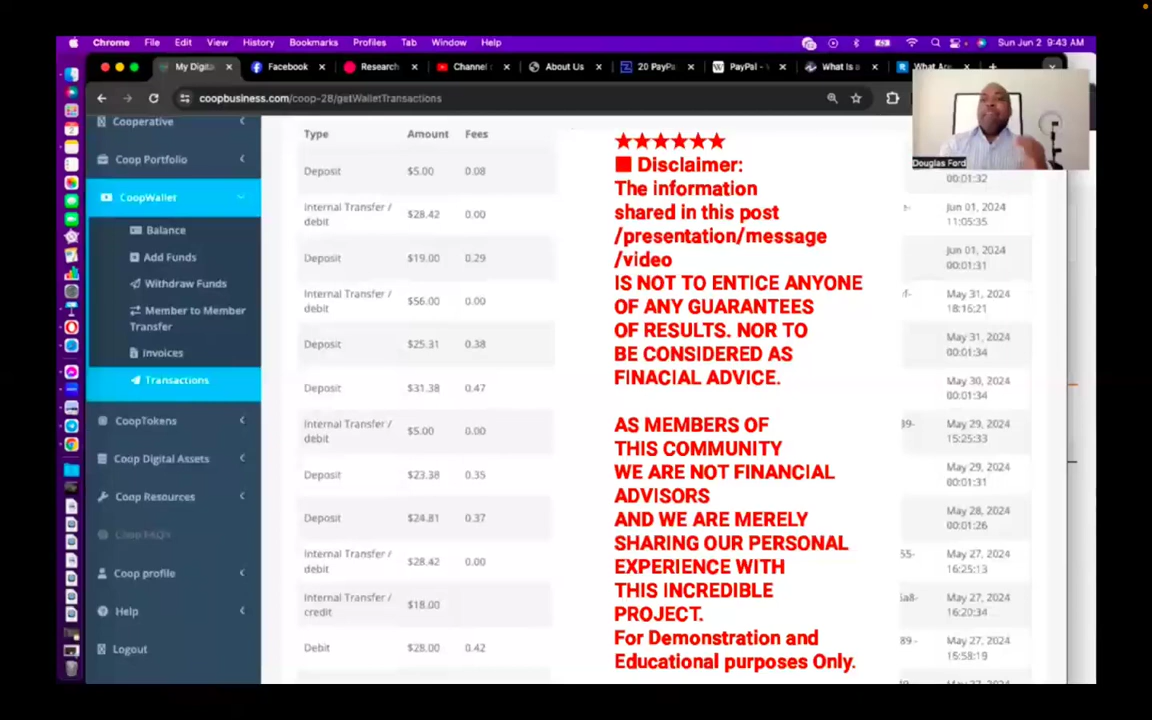 Chrome File Edit View History Bookmarks Profiles Tab Window Help Sun Jun 2 9:43 AM
My Digita Facebook Research Channel About Us 20 PayPa PayPal - What Is a What Are
coopbusiness.com/coop-28/getWalletTransactions
Douglas Ford
Cooperative
Coop Portfolio
CoopWallet
Balance
Add Funds
Withdraw Funds
Member to Member
Transfer
Invoices
Transactions
CoopTokens
Coop Digital Assets
Coop Resources
Coop FAQs
Coop profile
Help
Logout
Type Amount Fees
Deposit $5.00 0.08
00:01:32
Internal Transfer /
debit
$28.42 0.00
Jun 01, 2024
11:05:35
Deposit $19.00 0.29
Jun 01, 2024
00:01:31
Internal Transfer /
debit
$56.00 0.00
May 31, 2024
18:16:21
Deposit $25.31 0.38
May 31, 2024
00:01:34
Deposit $31.38 0.47
May 30, 2024
00:01:34
Internal Transfer /
debit
$5.00 0.00
39-
May 29, 2024
15:25:33
Deposit $23.38 0.35
May 29, 2024
00:01:31
Deposit $24.81 0.37
May 28, 2024
00:01:26
Internal Transfer /
debit
$28.42 0.00
55-
May 27, 2024
16:25:13
Internal Transfer /
credit
$18.00
6a8-
May 27, 2024
16:20:34
Debit $28.00 0.42
89-
May 27, 2024
15:58:19
★★★★★★
Disclaimer:
The information
shared in this post
/presentation/message
/video
IS NOT TO ENTICE ANYONE
OF ANY GUARANTEES
OF RESULTS. NOR TO
BE CONSIDERED AS
FINACIAL ADVICE.
AS MEMBERS OF
THIS COMMUNITY
WE ARE NOT FINANCIAL
ADVISORS
AND WE ARE MERELY
SHARING OUR PERSONAL
EXPERIENCE WITH
THIS INCREDIBLE
PROJECT.
For Demonstration and
Educational purposes Only.